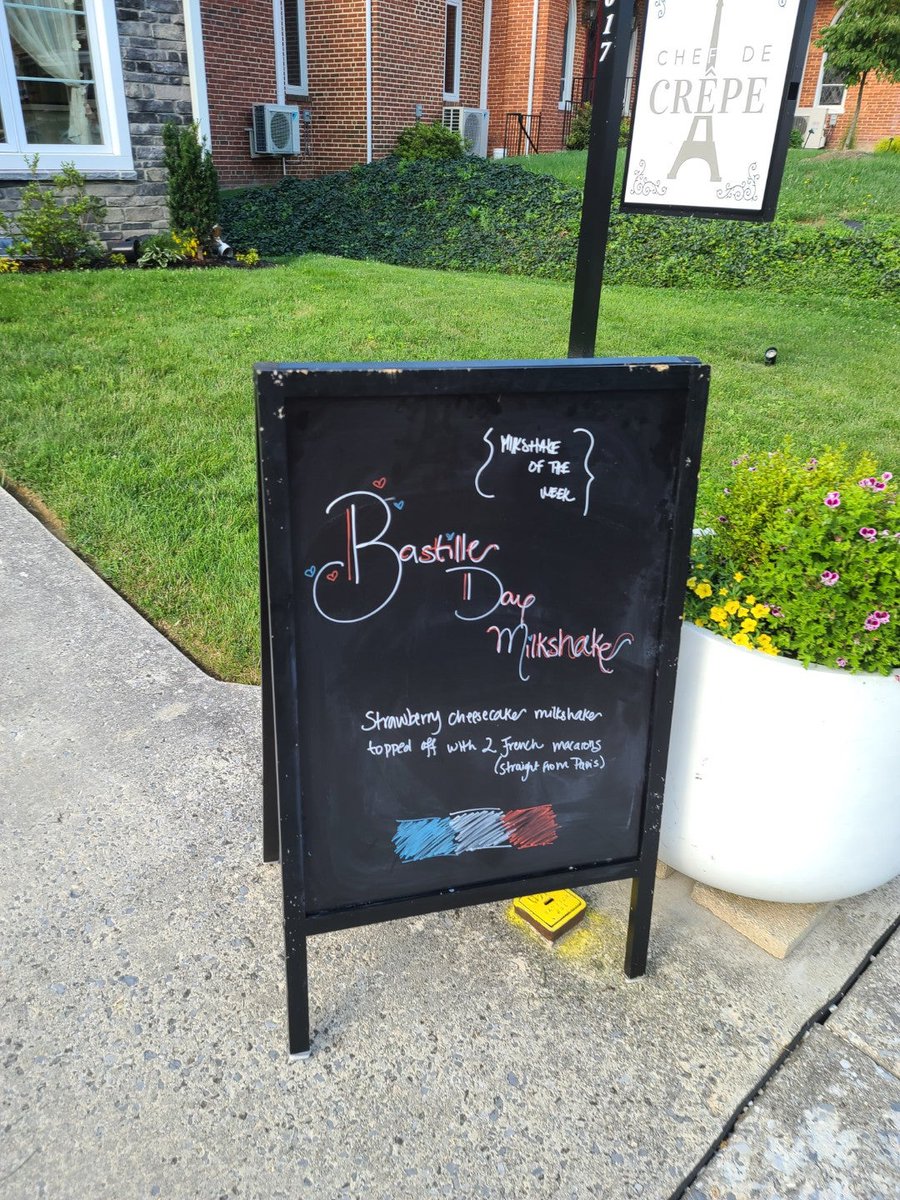 017
CHEF DE
CRÊPE
MILKSHAKE
OF THE
WEEK
Bastille
Day
Milkshake
Strawberry cheesecake milkshake
topped off with 2 French macarons
(straight from Paris)